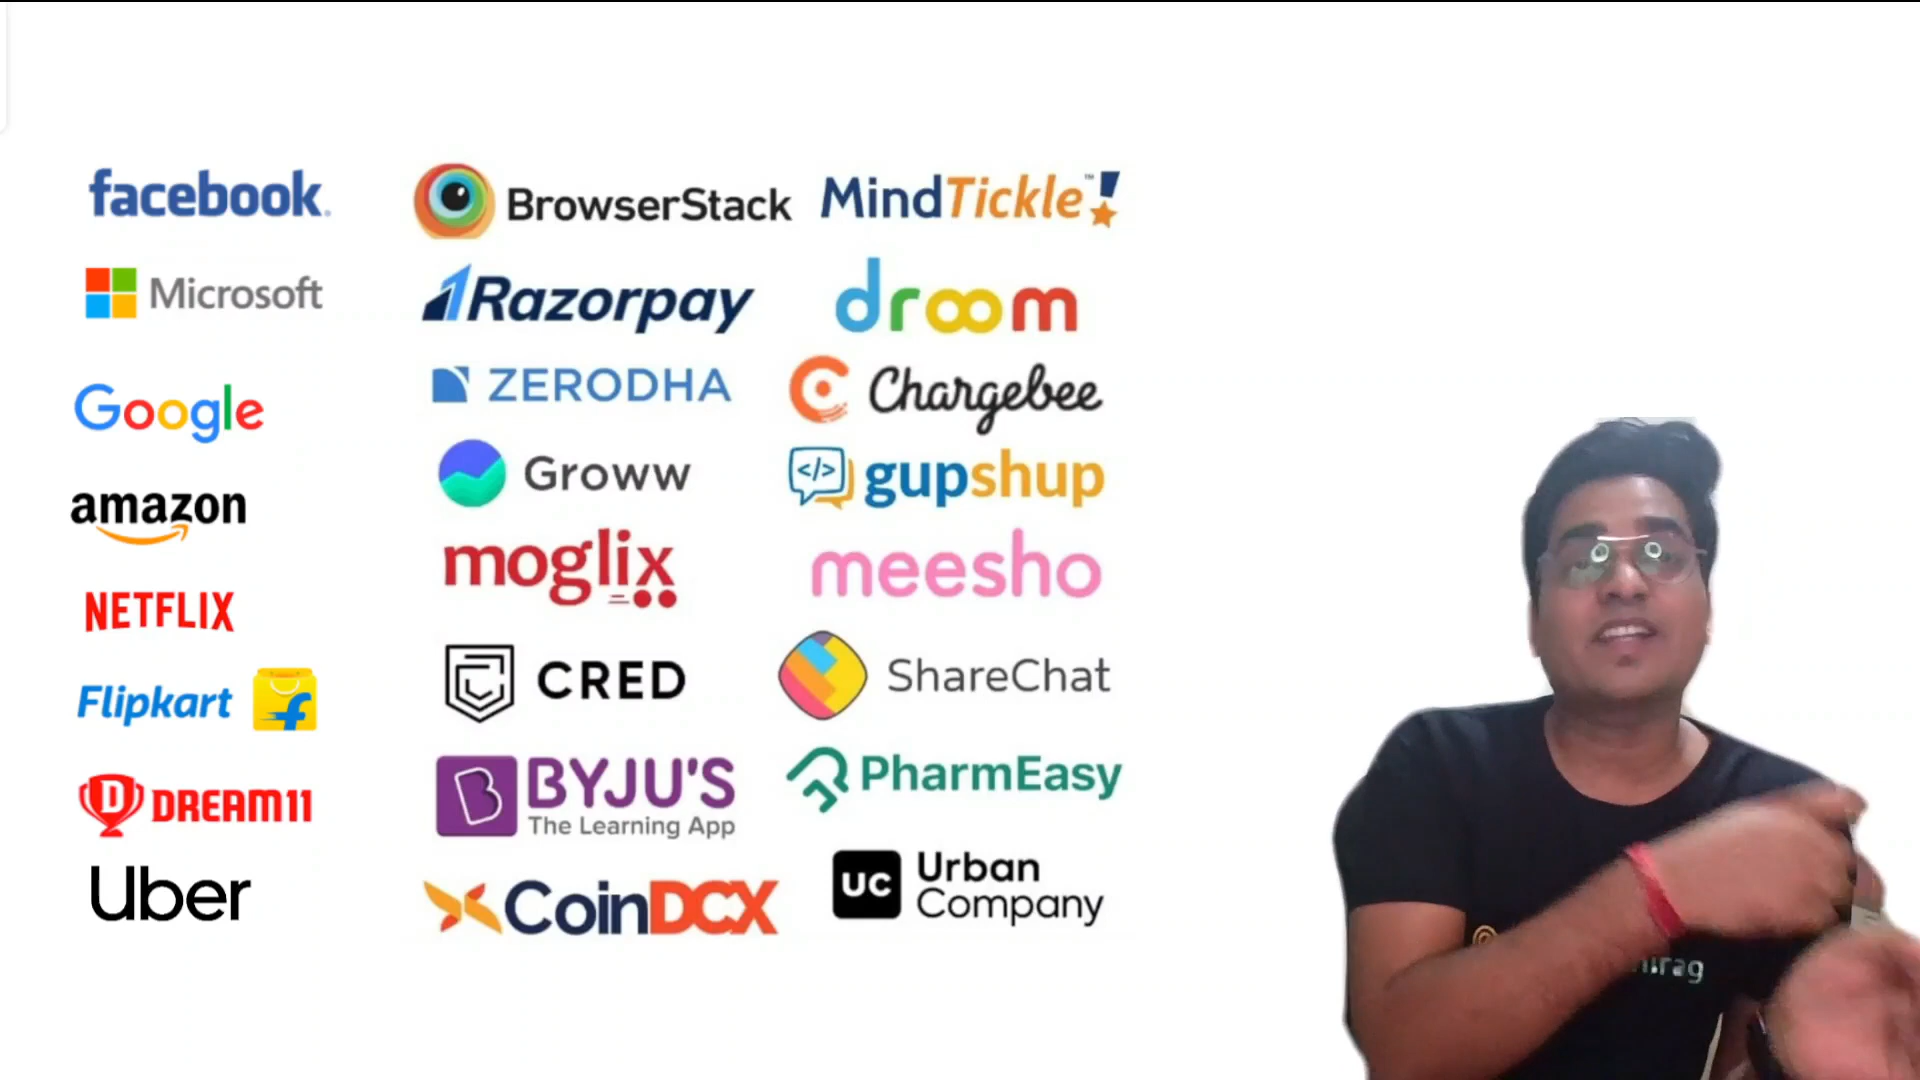 facebook.
Microsoft
Google
amazon
NETFLIX
Flipkart
DREAM11
Uber
BrowserStack
Razorpay
ZERODHA
Groww
moglix
CRED
BYJU'S
The Learning App
CoinDCX
MindTickle!™
droom
Chargebee
</> gupshup
meesho
ShareChat
PharmEasy
UC Urban
Company